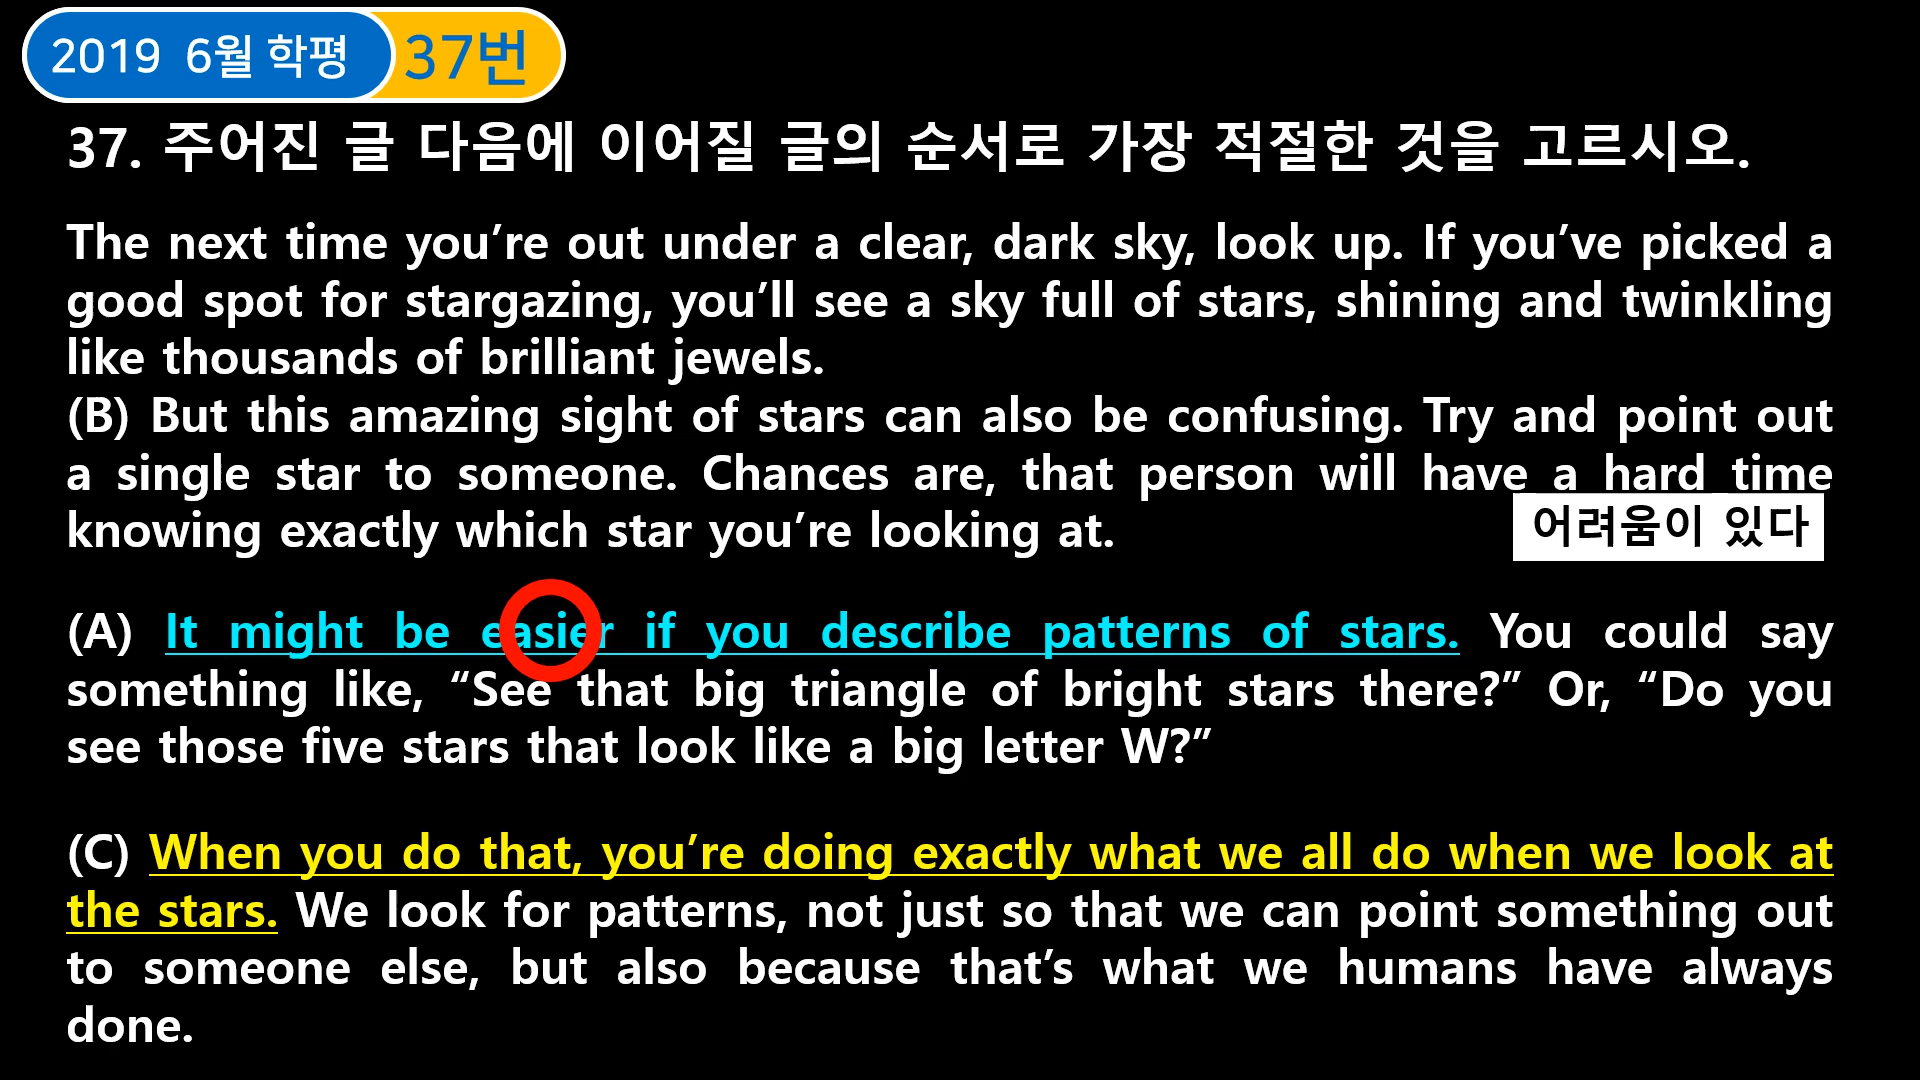 2019 6월 학평 37번
37. 주어진 글 다음에 이어질 글의 순서로 가장 적절한 것을 고르시오.
The next time you’re out under a clear, dark sky, look up. If you’ve picked a
good spot for stargazing, you’ll see a sky full of stars, shining and twinkling
like thousands of brilliant jewels.
(B) But this amazing sight of stars can also be confusing. Try and point out
a single star to someone. Chances are, that person will have a hard time
knowing exactly which star you’re looking at.
어려움이 있다
(A) It might be easier if you describe patterns of stars. You could say
something like, “See that big triangle of bright stars there?” Or, “Do you
see those five stars that look like a big letter W?”
(C) When you do that, you’re doing exactly what we all do when we look at
the stars. We look for patterns, not just so that we can point something out
to someone else, but also because that’s what we humans have always
done.